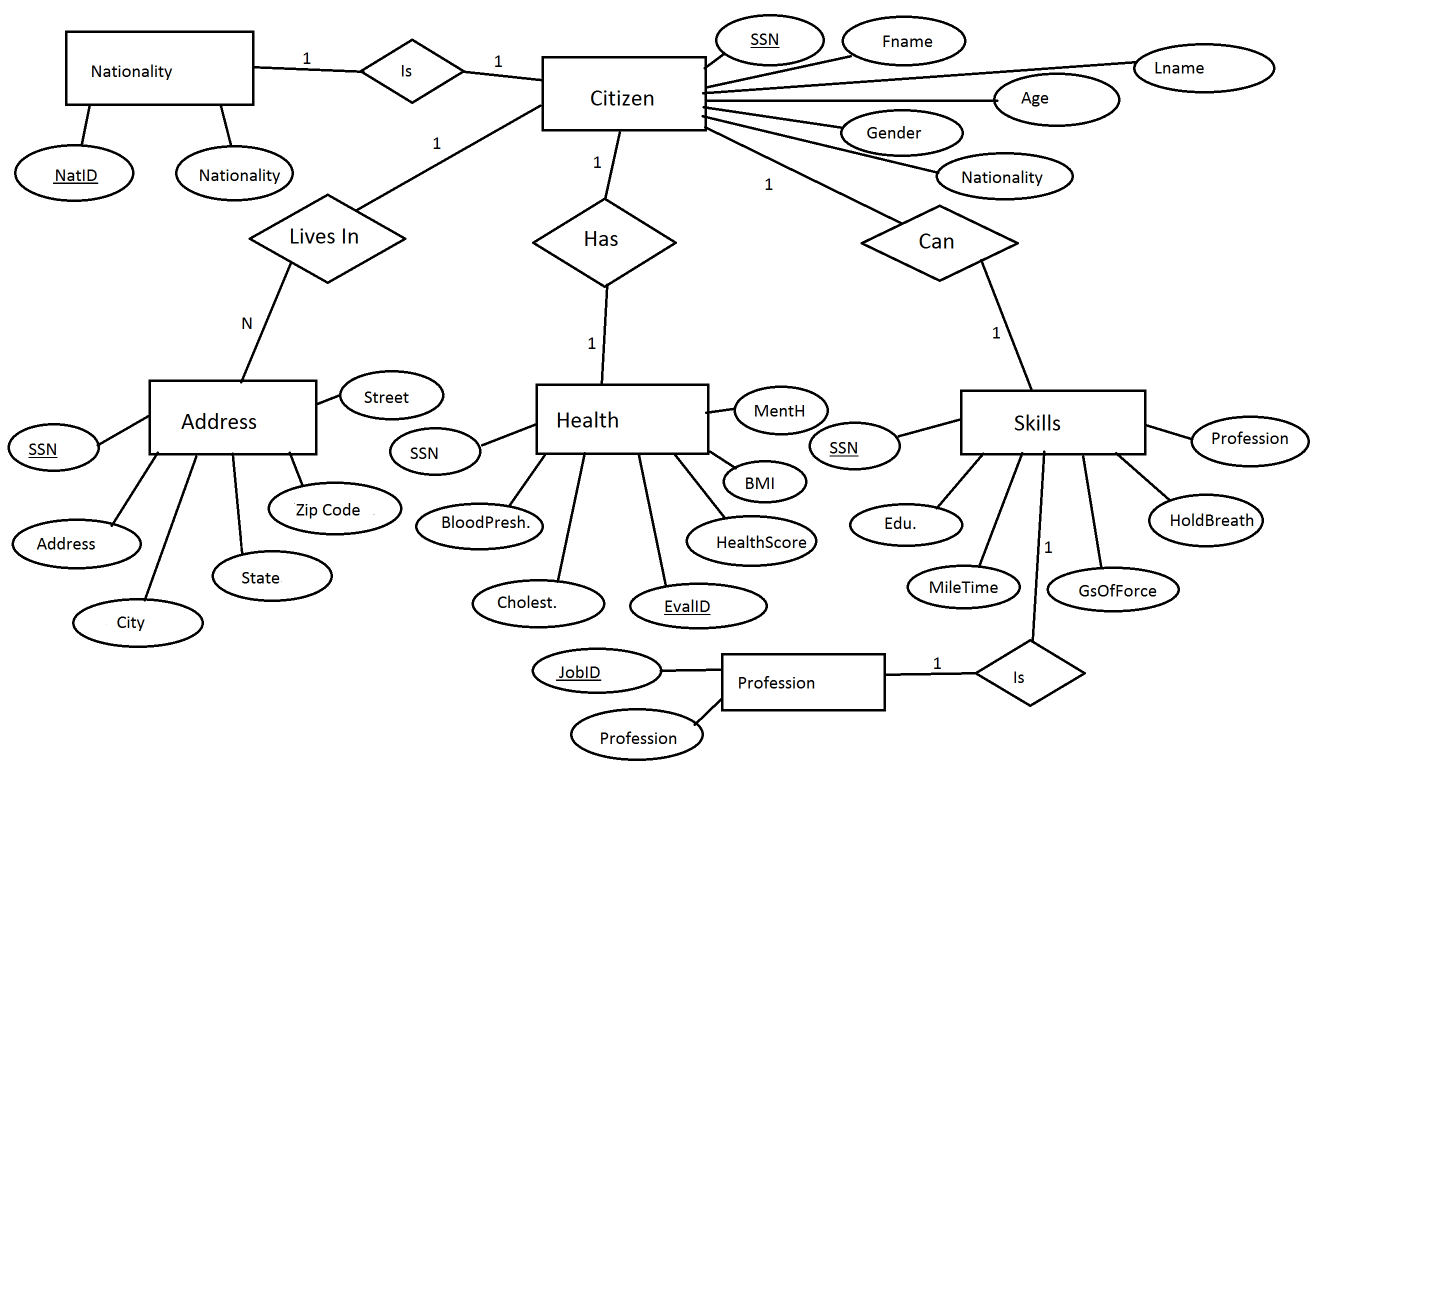 Nationality
1
Is
1
Citizen
SSN
Fname
Lname
Age
Gender
Nationality
NatID
Nationality
1
1
1
Lives In
Has
Can
N
1
1
Address
Street
SSN
Address
City
State
Zip Code
Health
MentH
SSN
BMI
BloodPresh.
HealthScore
Cholest.
EvalID
Skills
Profession
SSN
Edu.
HoldBreath
MileTime
GsOfForce
1
JobID
Profession
1
Is
Profession